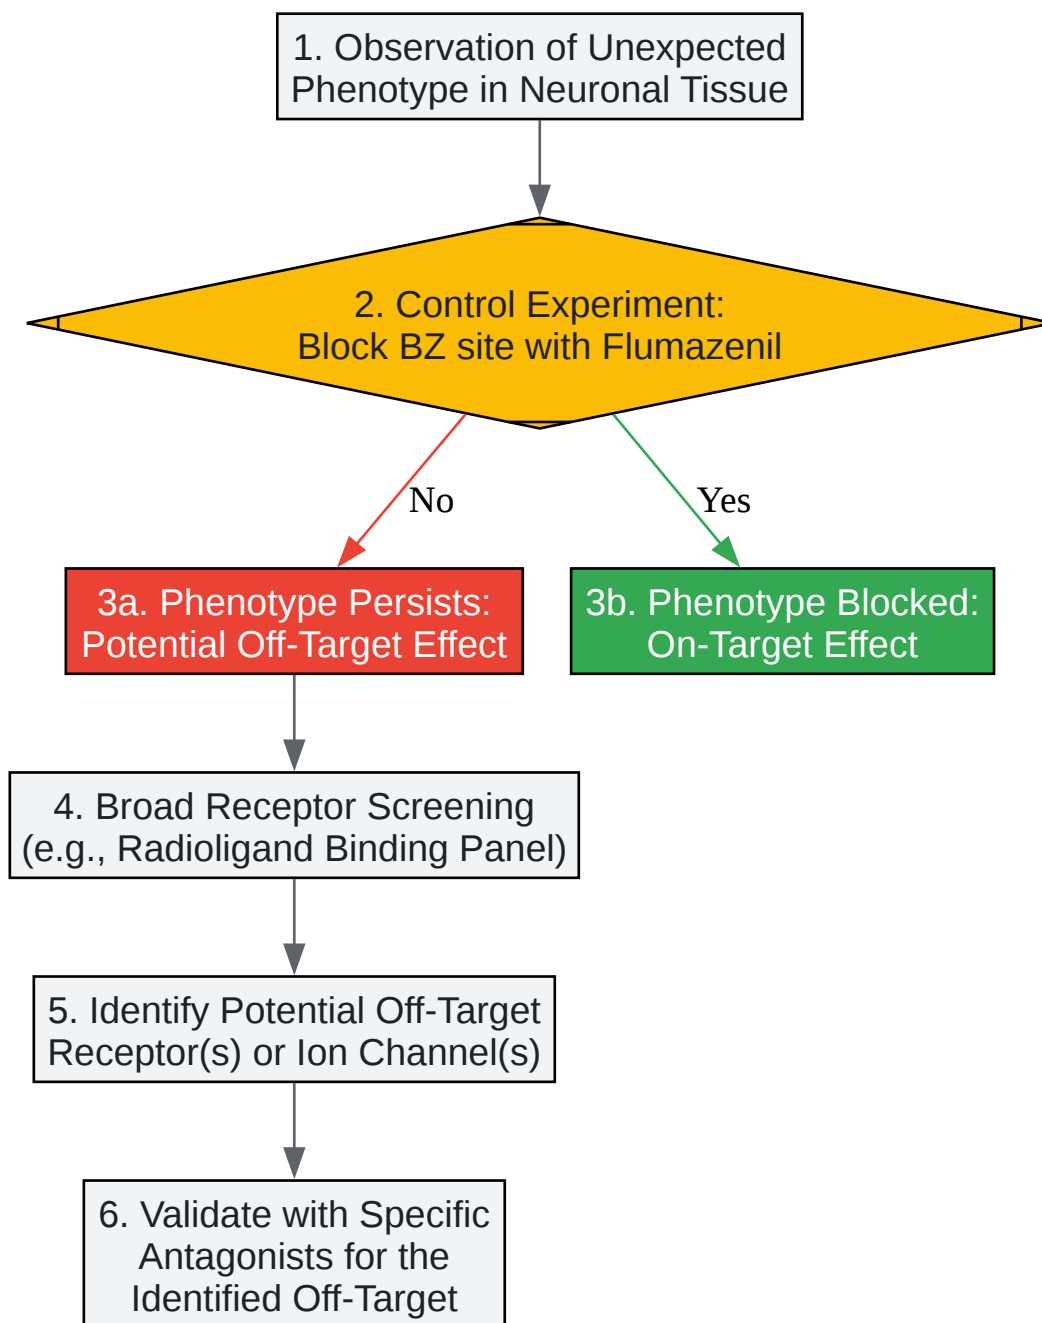 1. Observation of Unexpected
Phenotype in Neuronal Tissue
2. Control Experiment:
Block BZ site with Flumazenil
No
Yes
3a. Phenotype Persists:
Potential Off-Target Effect
3b. Phenotype Blocked:
On-Target Effect
4. Broad Receptor Screening
(e.g., Radioligand Binding Panel)
5. Identify Potential Off-Target
Receptor(s) or Ion Channel(s)
6. Validate with Specific
Antagonists for the
Identified Off-Target